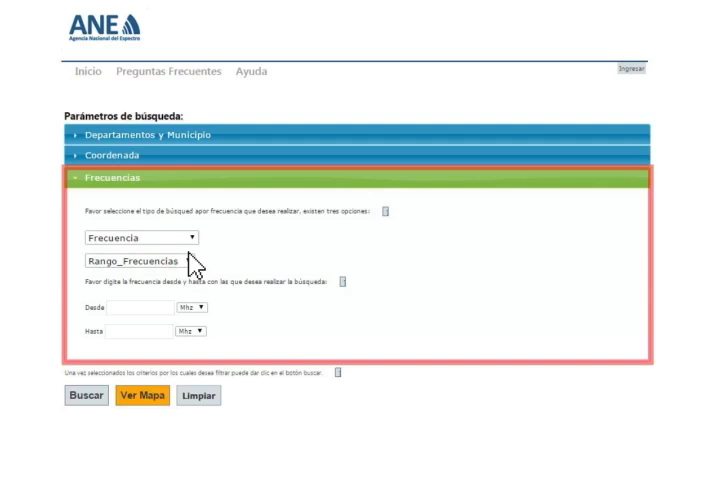 ANE
Agencia Nacional del Espectro
Inicio Preguntas Frecuentes Ayuda
Ingresar
Parámetros de búsqueda:
Departamentos y Municipio
Coordenada
Frecuencias
Favor seleccione el tipo de búsqued apor frecuencia que desea realizar, existen tres opciones:
Frecuencia
Rango_Frecuencias
Favor digite la frecuencia desde y hasta con las que desea realizar la búsqueda:
Desde Mhz
Hasta Mhz
Una vez seleccionados los criterios por los cuales desea filtrar puede dar clic en el botón buscar.
Buscar Ver Mapa Limpiar